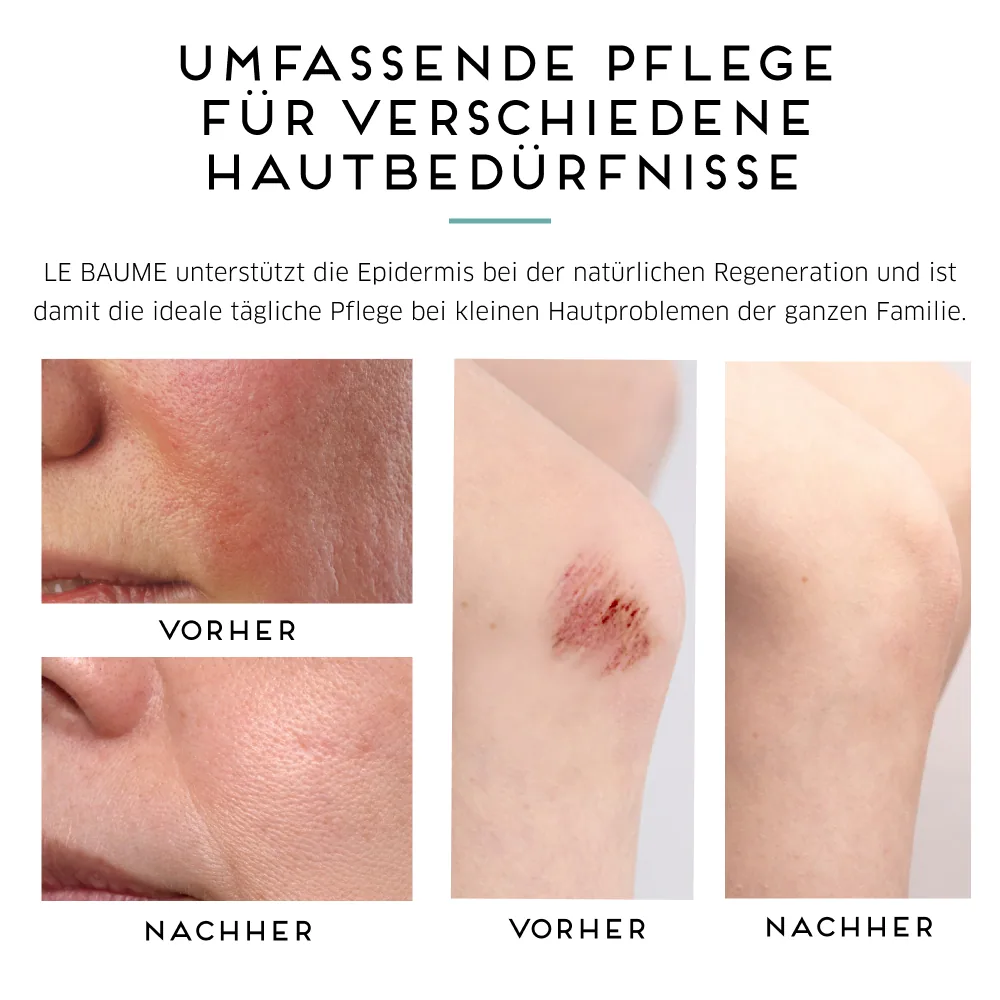 UMFASSENDE PFLEGE
FÜR VERSCHIEDENE
HAUTBEDÜRFNISSE
LE BAUME unterstützt die Epidermis bei der natürlichen Regeneration und ist
damit die ideale tägliche Pflege bei kleinen Hautproblemen der ganzen Familie.
VORHER
NACHHER
VORHER
NACHHER